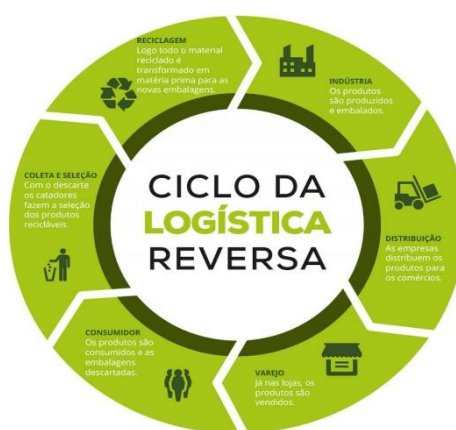 CICLO DA
LOGÍSTICA
REVERSA
RECICLAGEM
Logo todo o material
reciclado é
transformado em
matéria prima para as
novas embalagens.
INDÚSTRIA
Os produtos
são produzidos
e embalados.
DISTRIBUIÇÃO
As empresas
distribuem os
produtos para
os comércios.
VAREJO
Já nas lojas, os
produtos são
vendidos.
CONSUMIDOR
Os produtos são
consumidos e as
embalagens
descartadas.
COLETA E SELEÇÃO
Com o descarte
os catadores
fazem a seleção
dos produtos
recicláveis.